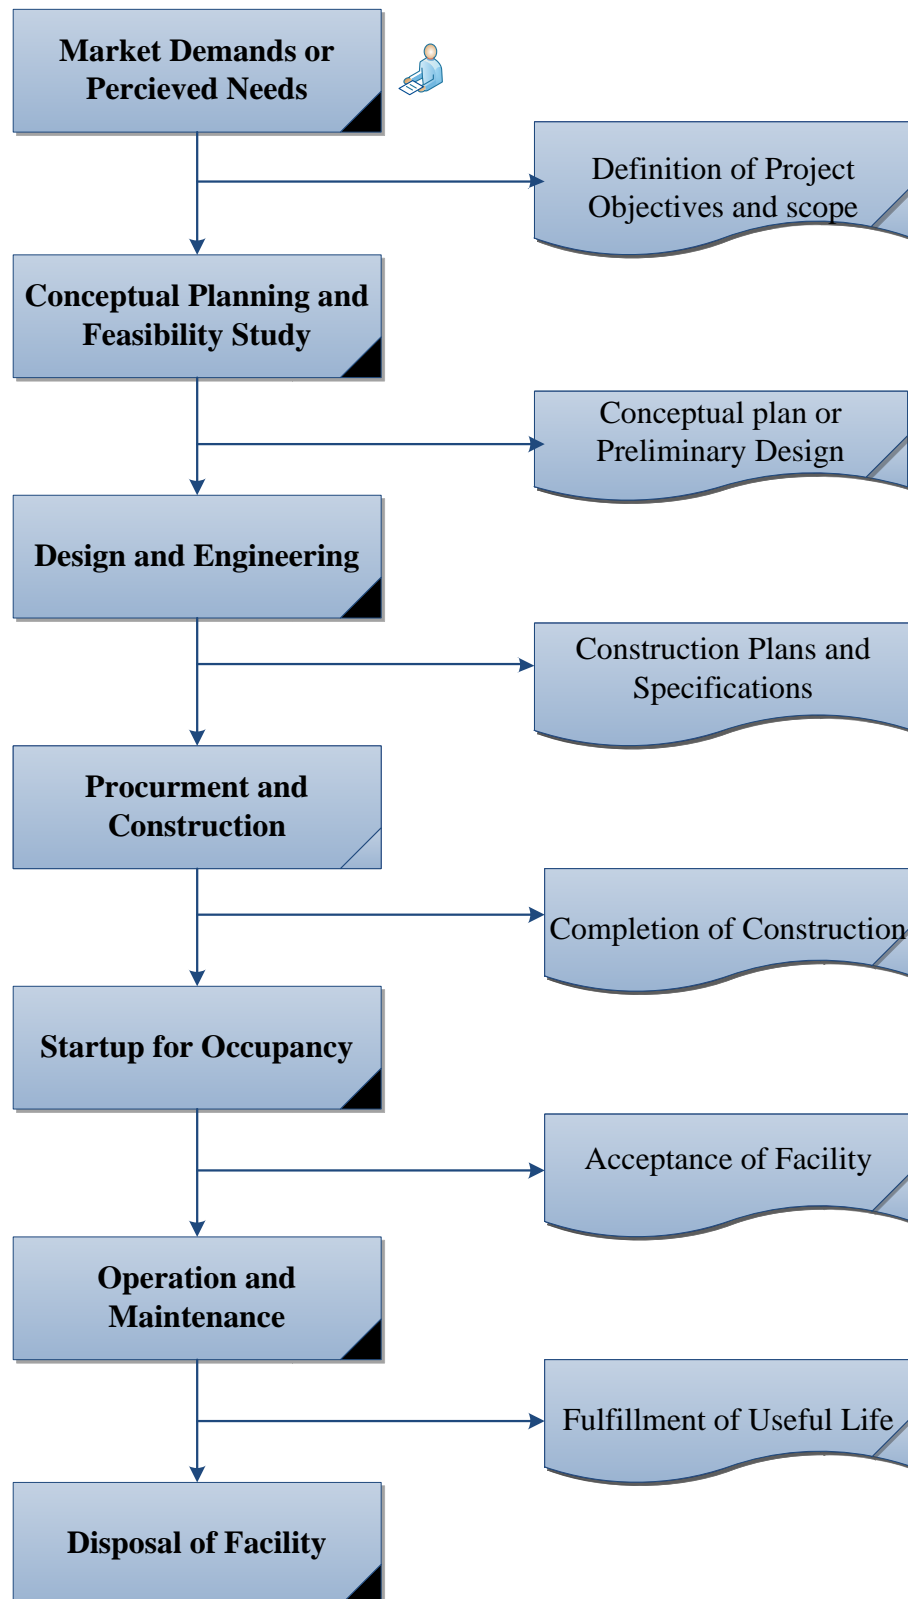 Market Demands or
Percieved Needs
Definition of Project
Objectives and scope
Conceptual Planning and
Feasibility Study
Conceptual plan or
Preliminary Design
Design and Engineering
Construction Plans and
Specifications
Procurment and
Construction
Completion of Construction
Startup for Occupancy
Acceptance of Facility
Operation and
Maintenance
Fulfillment of Useful Life
Disposal of Facility